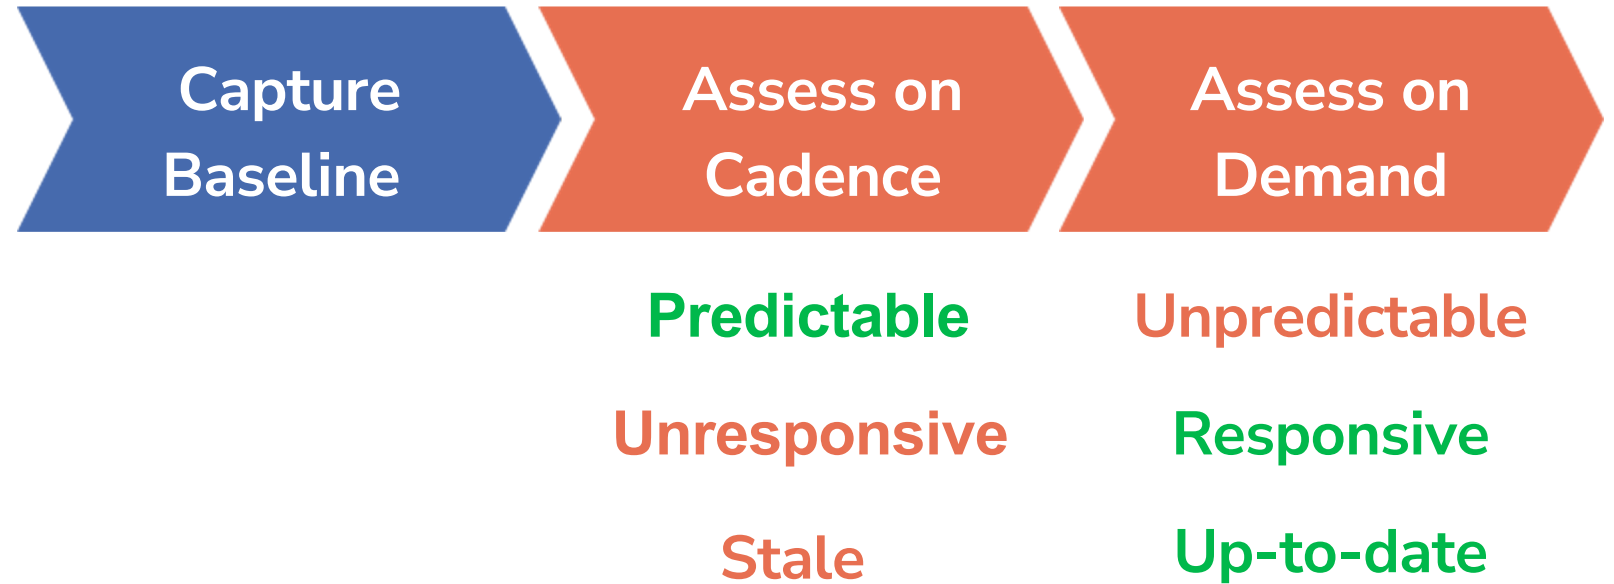 Capture
Baseline
Assess on
Cadence
Assess on
Demand
Predictable
Unpredictable
Unresponsive
Responsive
Stale
Up-to-date